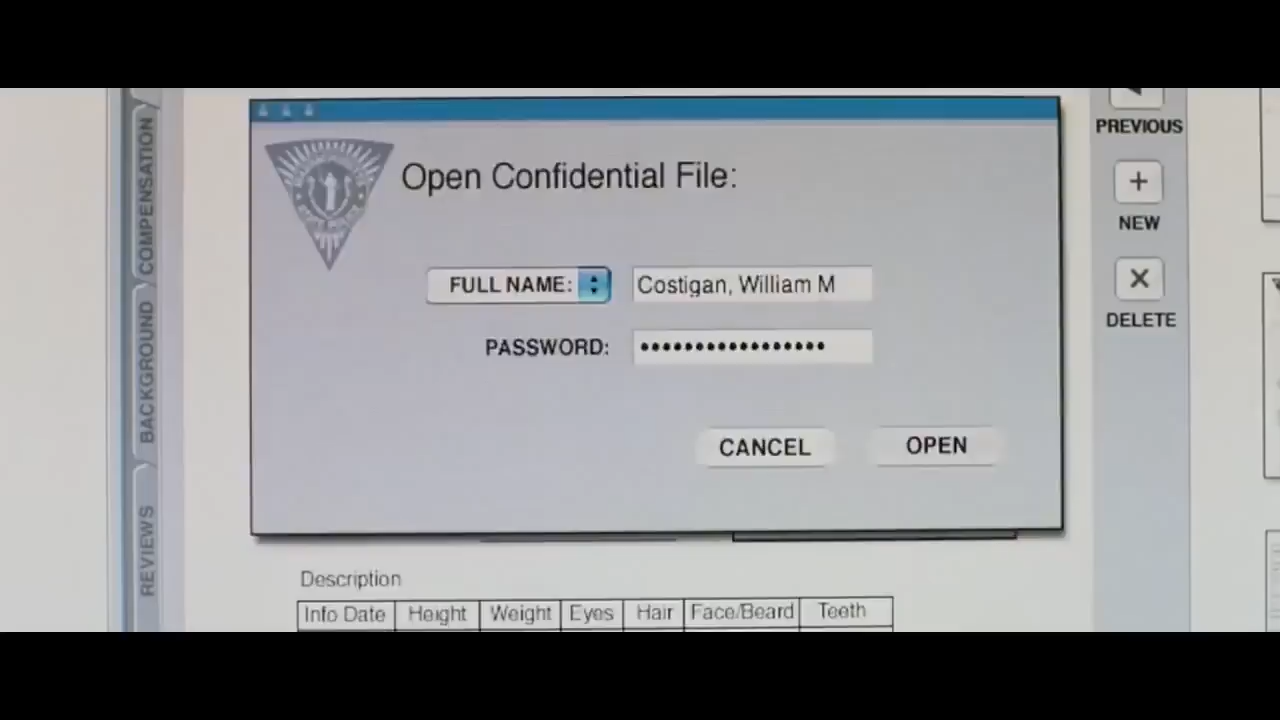 COMPENSATION
BACKGROUND
REVIEWS
Open Confidential File:
FULL NAME:
Costigan, William M
PASSWORD:
•••••••••••••••••
CANCEL
OPEN
PREVIOUS
+
NEW
×
DELETE
Description
Info Date Height Weight Eyes Hair Face/Beard Teeth